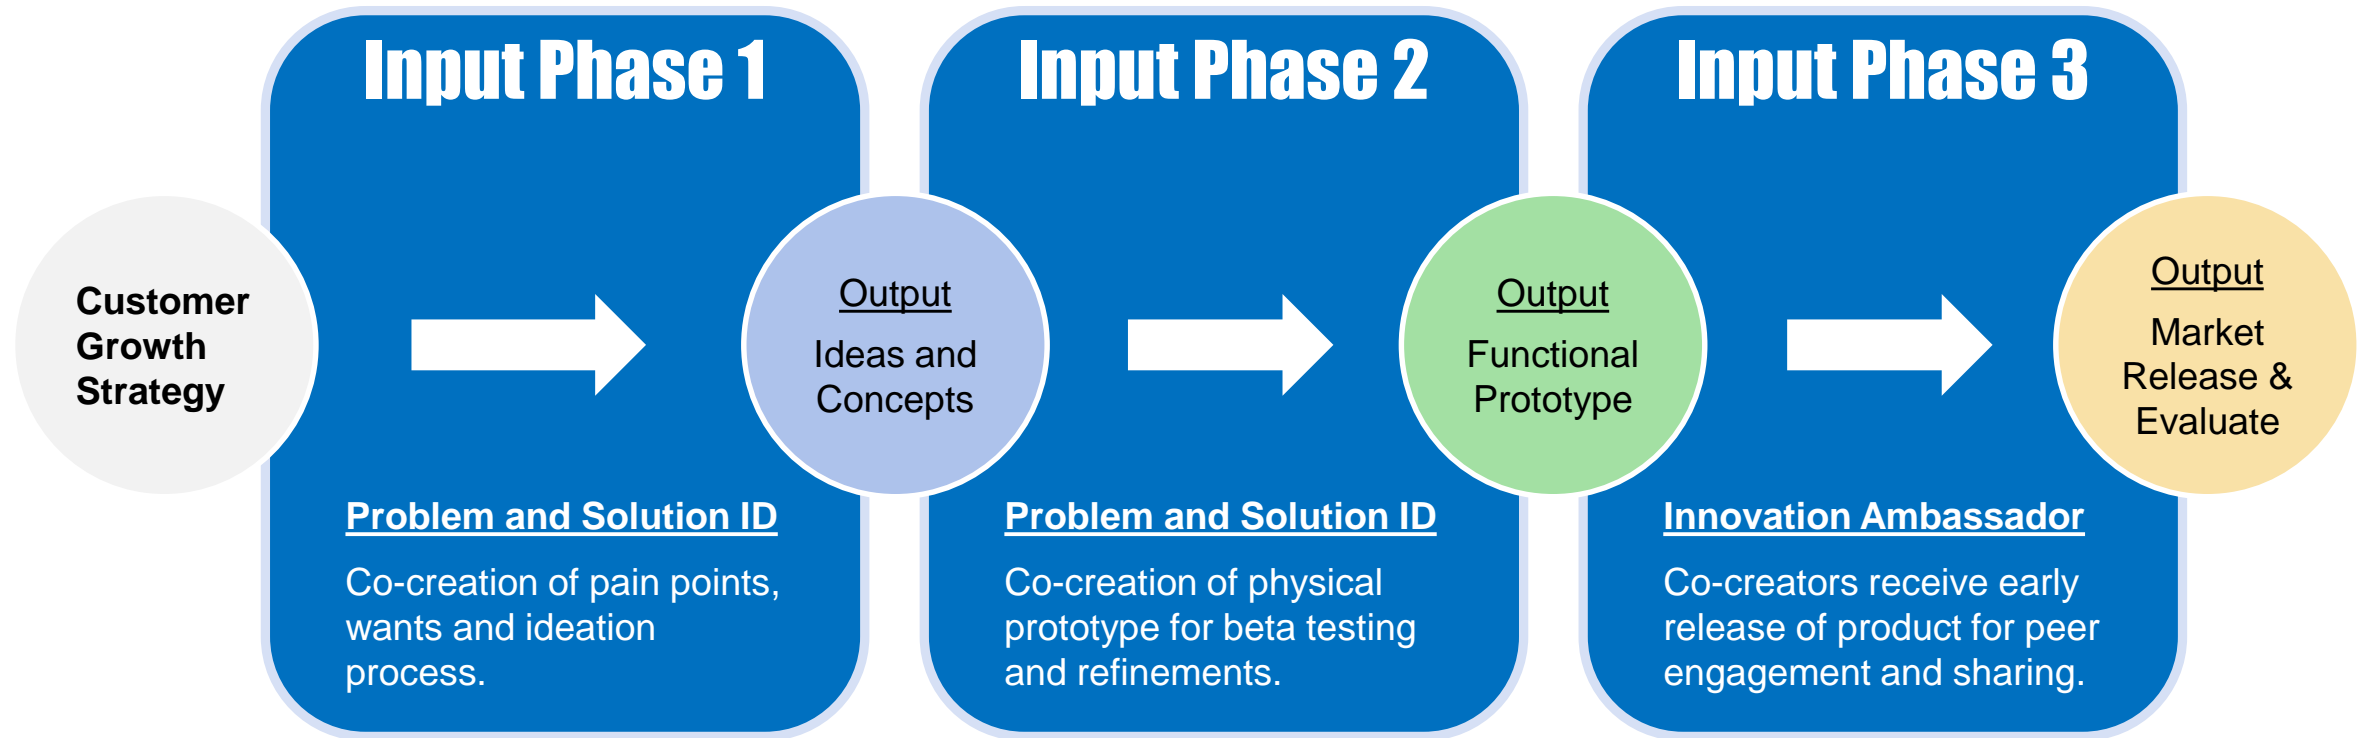 Input Phase 1
Input Phase 2
Input Phase 3
Customer
Growth
Strategy
Output
Ideas and
Concepts
Output
Functional
Prototype
Output
Market
Release &
Evaluate
Problem and Solution ID
Co-creation of pain points,
wants and ideation
process.
Problem and Solution ID
Co-creation of physical
prototype for beta testing
and refinements.
Innovation Ambassador
Co-creators receive early
release of product for peer
engagement and sharing.